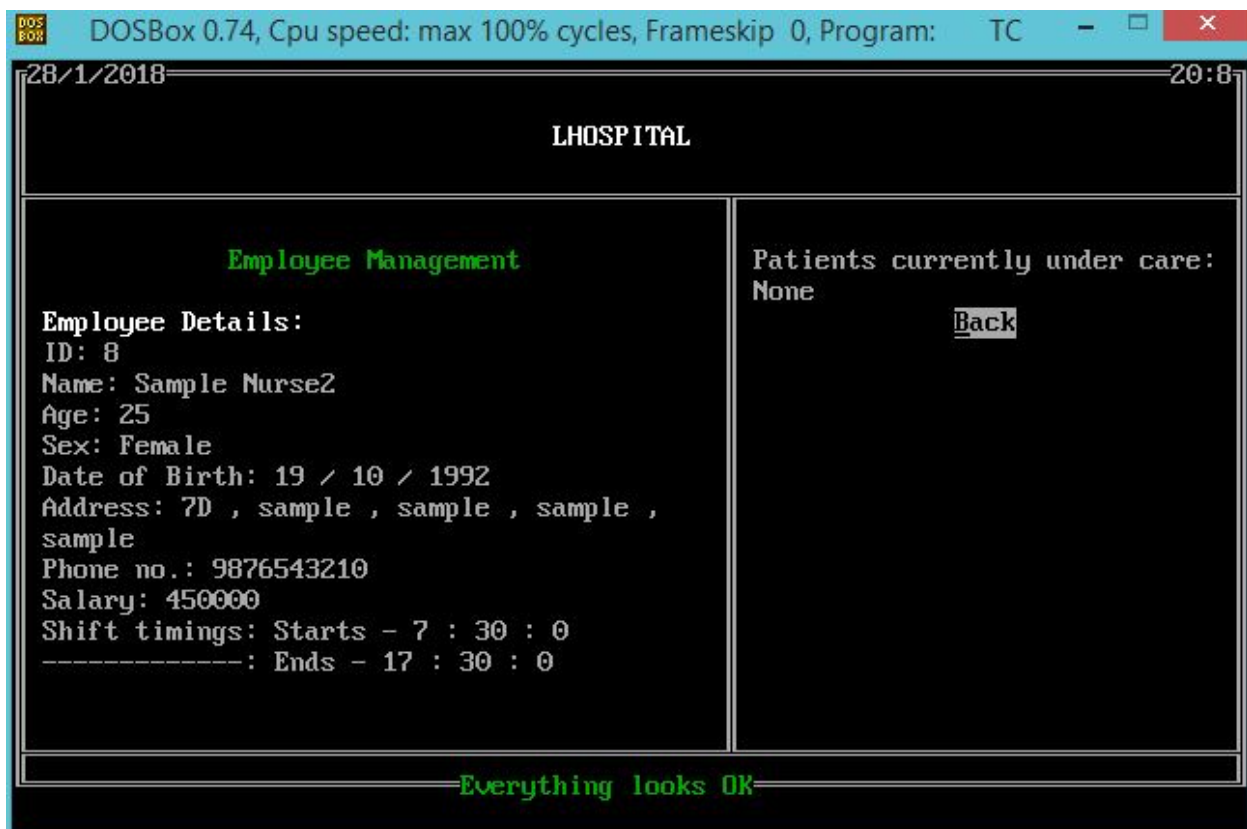 DOS BOX
DOSBox 0.74, Cpu speed: max 100% cycles, Frameskip 0, Program: TC
28/1/2018 20:8
LHOSPITAL
Employee Management
Employee Details:
ID: 8
Name: Sample Nurse2
Age: 25
Sex: Female
Date of Birth: 19 / 10 / 1992
Address: 7D , sample , sample , sample ,
sample
Phone no.: 9876543210
Salary: 450000
Shift timings: Starts - 7 : 30 : 0
-------------: Ends - 17 : 30 : 0
Patients currently under care:
None
Back
Everything looks OK